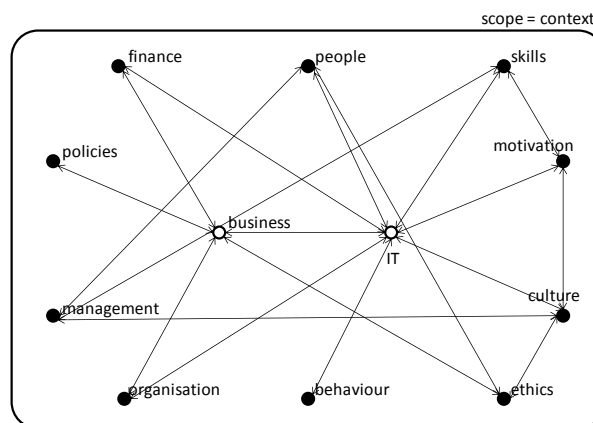 scope = context
finance
people
skills
policies
motivation
business
IT
management
culture
organisation
behaviour
ethics